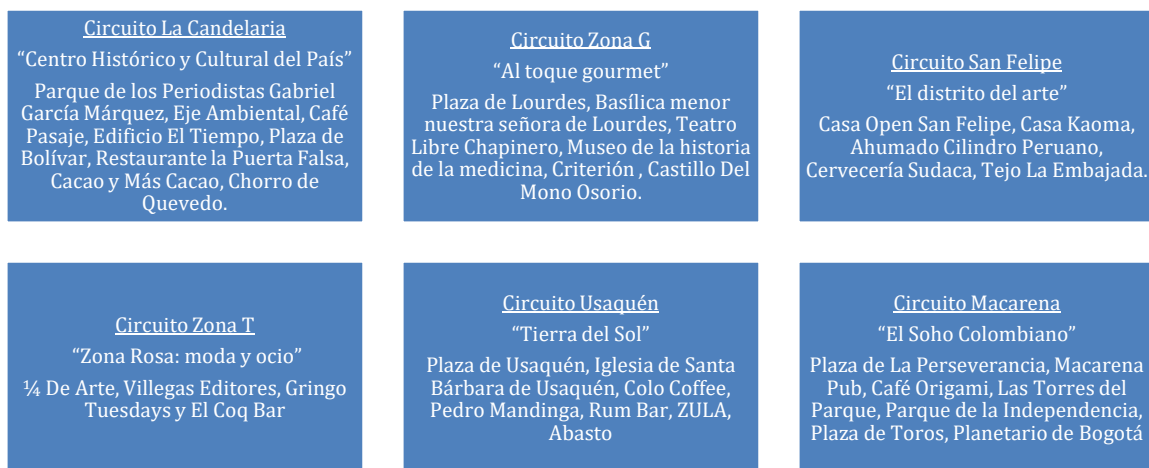 Circuito La Candelaria
“Centro Histórico y Cultural del País”
Parque de los Periodistas Gabriel
García Márquez, Eje Ambiental, Café
Pasaje, Edificio El Tiempo, Plaza de
Bolívar, Restaurante la Puerta Falsa,
Cacao y Más Cacao, Chorro de
Quevedo.
Circuito Zona G
“Al toque gourmet”
Plaza de Lourdes, Basílica menor
nuestra señora de Lourdes, Teatro
Libre Chapinero, Museo de la historia
de la medicina, Criterión , Castillo Del
Mono Osorio.
Circuito San Felipe
“El distrito del arte”
Casa Open San Felipe, Casa Kaoma,
Ahumado Cilindro Peruano,
Cervecería Sudaca, Tejo La Embajada.
Circuito Zona T
“Zona Rosa: moda y ocio”
¼ De Arte, Villegas Editores, Gringo
Tuesdays y El Coq Bar
Circuito Usaquén
“Tierra del Sol”
Plaza de Usaquén, Iglesia de Santa
Bárbara de Usaquén, Colo Coffee,
Pedro Mandinga, Rum Bar, ZULA,
Abasto
Circuito Macarena
“El Soho Colombiano”
Plaza de La Perseverancia, Macarena
Pub, Café Origami, Las Torres del
Parque, Parque de la Independencia,
Plaza de Toros, Planetario de Bogotá